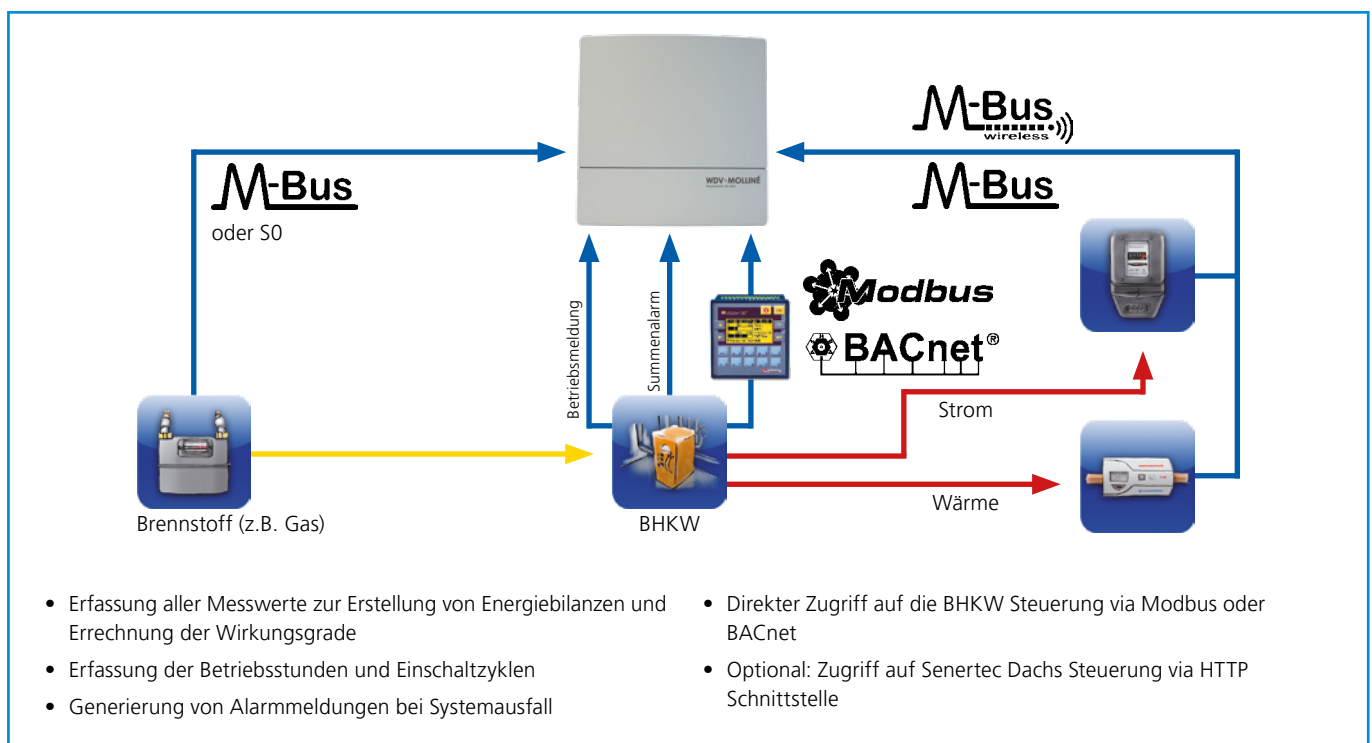 M-Bus
wireless
M-Bus
M-Bus
oder S0
WDV-MOLLINÉ
Betriebsmeldung
Summenalarm
Modbus
BACnet®
Strom
Wärme
Brennstoff (z.B. Gas)
BHKW
• Erfassung aller Messwerte zur Erstellung von Energiebilanzen und
Errechnung der Wirkungsgrade
• Erfassung der Betriebsstunden und Einschaltzyklen
• Generierung von Alarmmeldungen bei Systemausfall
• Direkter Zugriff auf die BHKW Steuerung via Modbus oder
BACnet
• Optional: Zugriff auf Senertec Dachs Steuerung via HTTP
Schnittstelle